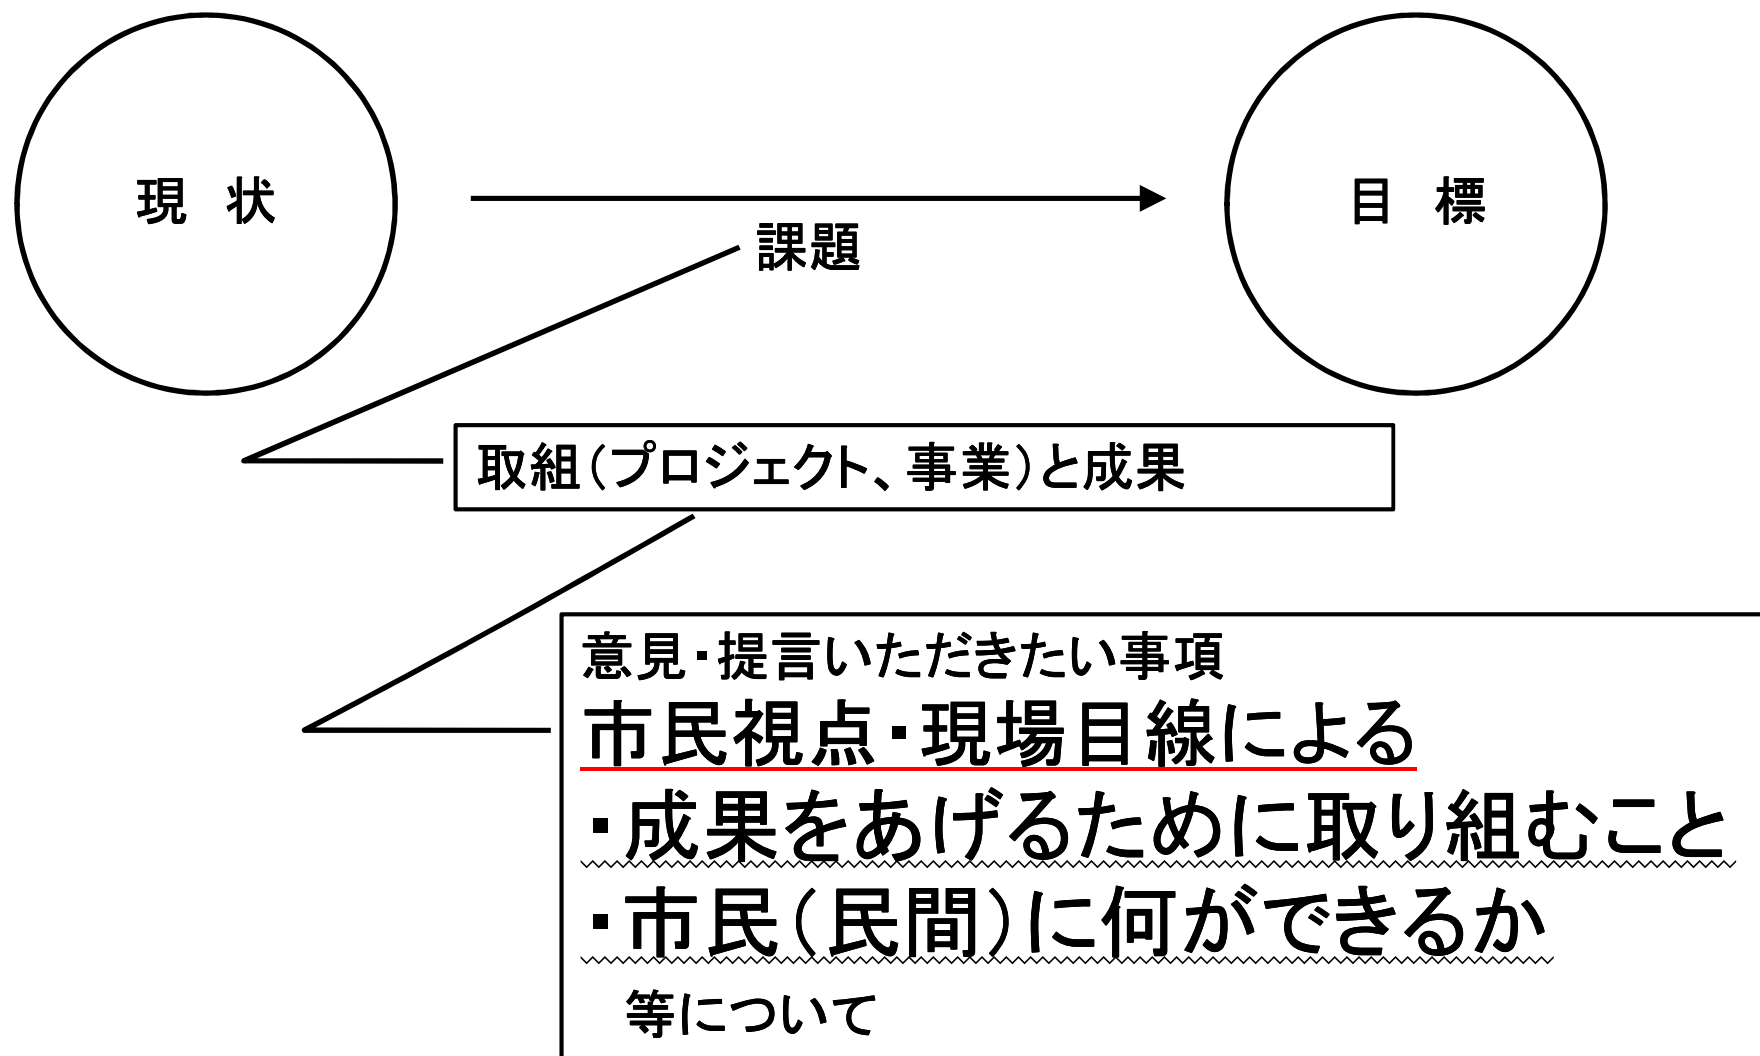 現　状
目　標
課題
取組（プロジェクト、事業）と成果
意見・提言いただきたい事項
市民視点・現場目線による
・成果をあげるために取り組むこと
・市民（民間）に何ができるか
等について